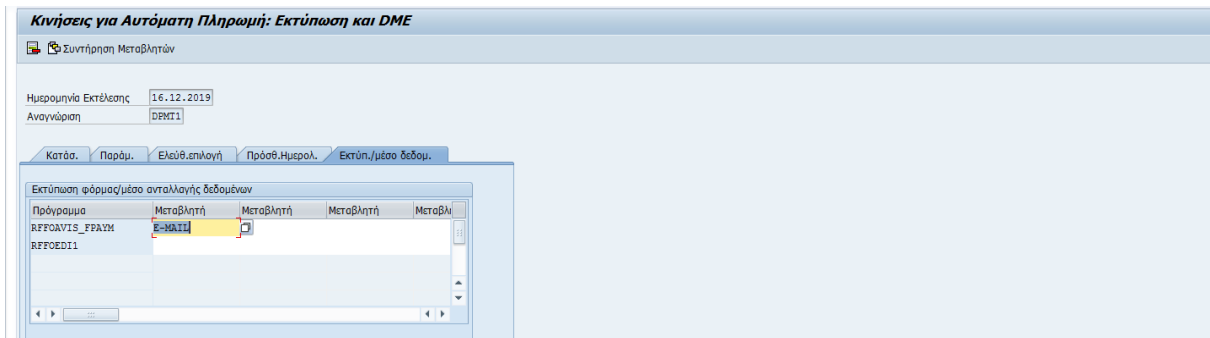 Κινήσεις για Αυτόματη Πληρωμή: Εκτύπωση και DME
Συντήρηση Μεταβλητών
Ημερομηνία Εκτέλεσης 16.12.2019
Αναγνώριση DPMT1
Κατάσ. Παράμ. Ελεύθ.επιλογή Πρόσθ.Ημερολ. Εκτύπ./μέσο δεδομ.
Εκτύπωση φόρμας/μέσο ανταλλαγής δεδομένων
Πρόγραμμα Μεταβλητή Μεταβλητή Μεταβλητή Μεταβλ
RFFOAVIS_FPAYM E-MAIL
RFFOEDI1